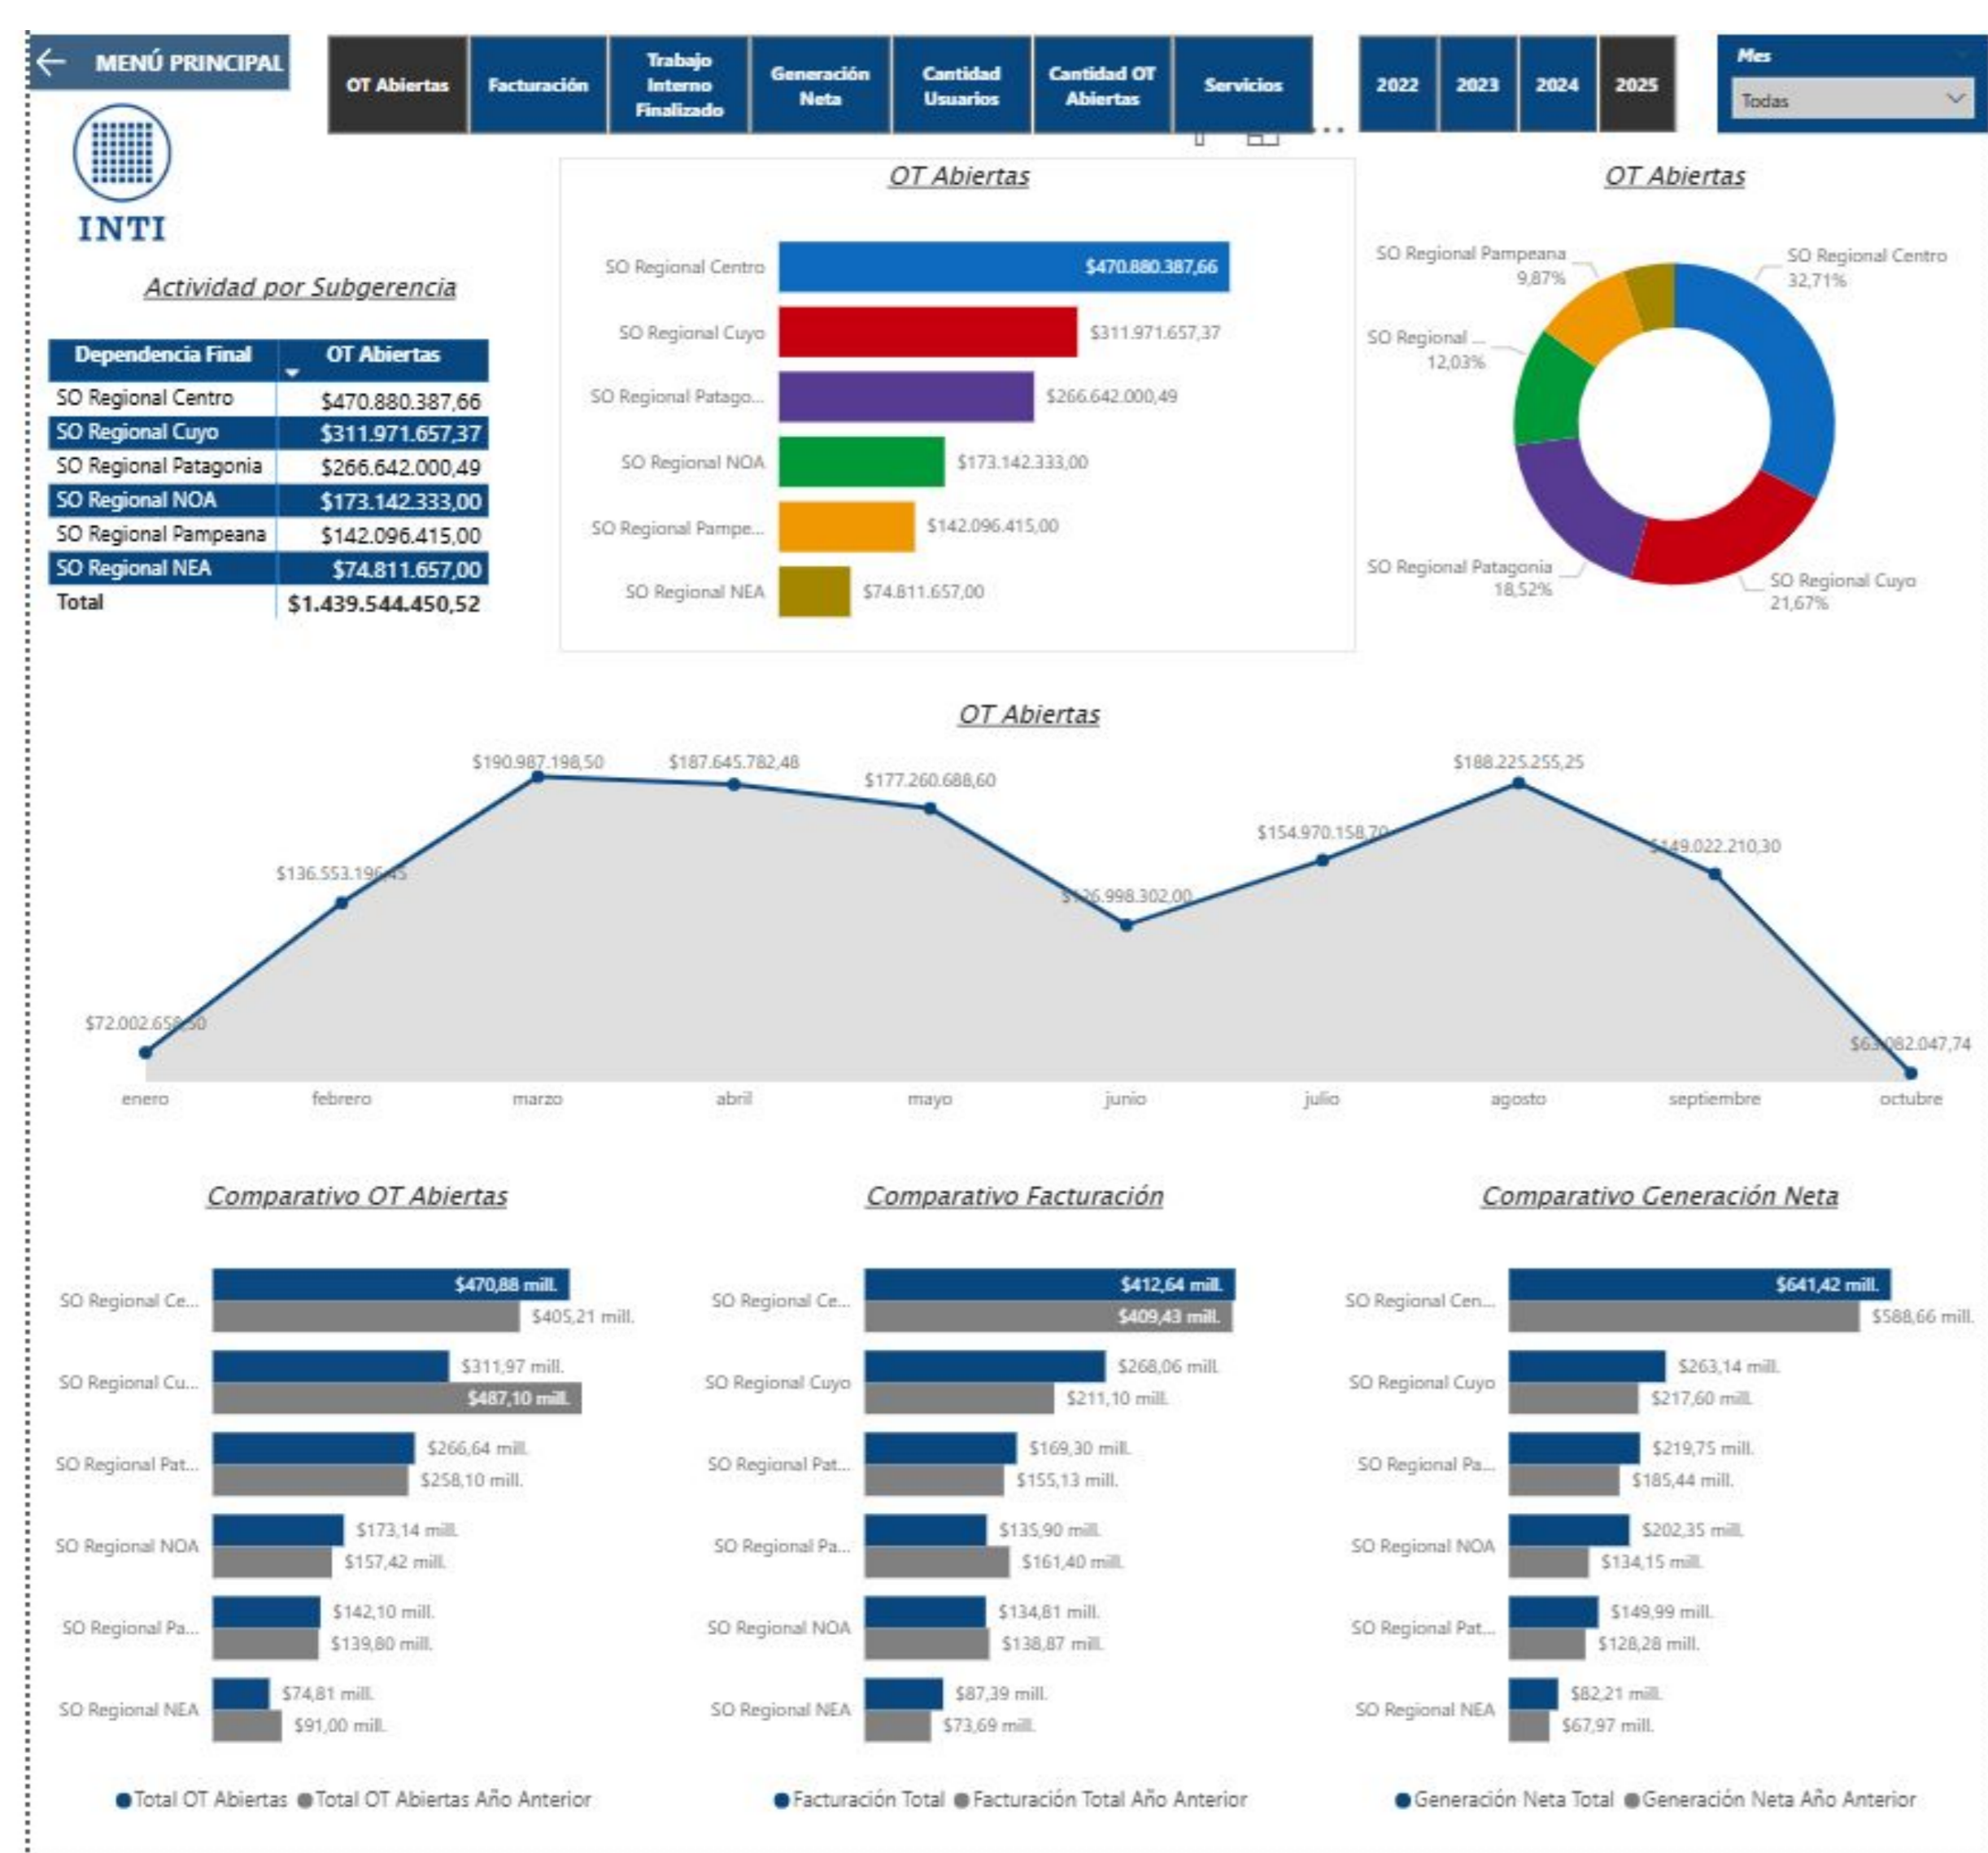 MENÚ PRINCIPAL
OT Abiertas
Facturación
Trabajo
Interno
Finalizado
Generación
Neta
Cantidad
Usuarios
Cantidad OT
Abiertas
Servicios
2022
2023
2024
2025
Mes
Todas
INTI
Actividad por Subgerencia
Dependencia Final OT Abiertas
SO Regional Centro $470.880.387,66
SO Regional Cuyo $311.971.657,37
SO Regional Patagonia $266.642.000,49
SO Regional NOA $173.142.333,00
SO Regional Pampeana $142.096.415,00
SO Regional NEA $74.811.657,00
Total $1.439.544.450,52
OT Abiertas
SO Regional Centro $470.880.387,66
SO Regional Cuyo $311.971.657,37
SO Regional Patago... $266.642.000,49
SO Regional NOA $173.142.333,00
SO Regional Pampe... $142.096.415,00
SO Regional NEA $74.811.657,00
OT Abiertas
SO Regional Pampeana
9,87%
SO Regional Centro
32,71%
SO Regional ...
12,03%
SO Regional Patagonia
18,52%
SO Regional Cuyo
21,67%
OT Abiertas
$72.002.658,50
$136.553.196,45
$190.987.198,50
$187.645.782,48
$177.260.688,60
$126.998.302,00
$154.970.158,70
$188.225.255,25
$149.022.210,30
$63.082.047,74
enero febrero marzo abril mayo junio julio agosto septiembre octubre
Comparativo OT Abiertas
SO Regional Ce... $470,88 mill.
$405,21 mill.
SO Regional Cu... $311,97 mill.
$487,10 mill.
SO Regional Pat... $266,64 mill.
$258,10 mill.
SO Regional NOA $173,14 mill.
$157,42 mill.
SO Regional Pa... $142,10 mill.
$139,80 mill.
SO Regional NEA $74,81 mill.
$91,00 mill.
Total OT Abiertas Total OT Abiertas Año Anterior
Comparativo Facturación
SO Regional Ce... $412,64 mill.
$409,43 mill.
SO Regional Cuyo $268,06 mill.
$211,10 mill.
SO Regional Pat... $169,30 mill.
$155,13 mill.
SO Regional Pa... $135,90 mill.
$161,40 mill.
SO Regional NOA $134,81 mill.
$138,87 mill.
SO Regional NEA $87,39 mill.
$73,69 mill.
Facturación Total Facturación Total Año Anterior
Comparativo Generación Neta
SO Regional Cen... $641,42 mill.
$588,66 mill.
SO Regional Cuyo $263,14 mill.
$217,60 mill.
SO Regional Pa... $219,75 mill.
$185,44 mill.
SO Regional NOA $202,35 mill.
$134,15 mill.
SO Regional Pat... $149,99 mill.
$128,28 mill.
SO Regional NEA $82,21 mill.
$67,97 mill.
Generación Neta Total Generación Neta Año Anterior